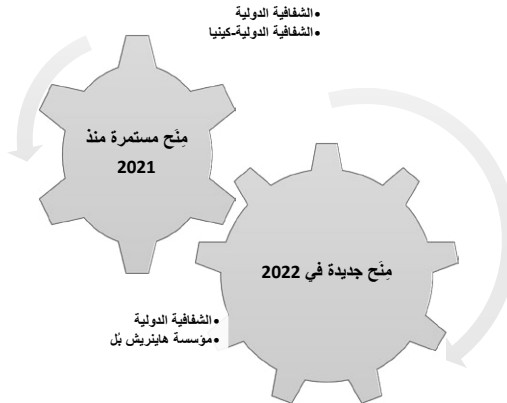 •الشفافية الدولية
•الشفافية الدولية-كينيا
مِنَح مستمرة منذ
2021
مِنَح جديدة في 2022
•الشفافية الدولية
•مؤسسة هاينريش بُل